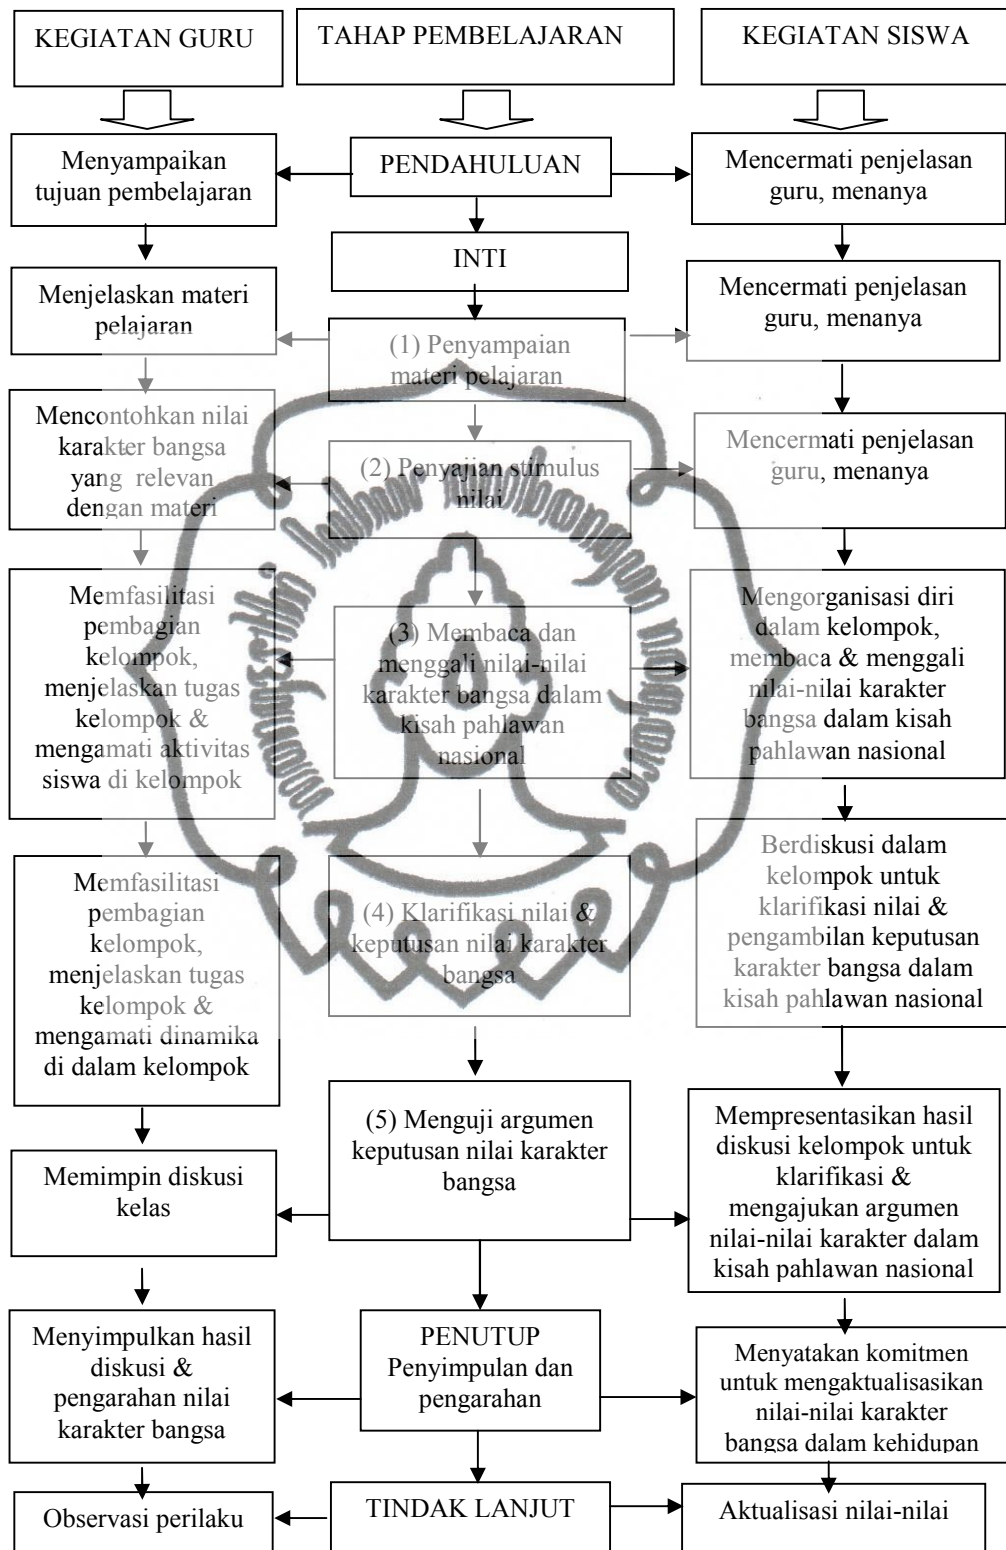 KEGIATAN GURU
TAHAP PEMBELAJARAN
KEGIATAN SISWA
Menyampaikan
tujuan pembelajaran
PENDAHULUAN
Mencermati penjelasan
guru, menanya
INTI
Menjelaskan materi
pelajaran
(1) Penyampaian
materi pelajaran
Mencermati penjelasan
guru, menanya
Mencontohkan nilai
karakter bangsa
yang relevan
dengan materi
(2) Penyajian stimulus
nilai
Mencermati penjelasan
guru, menanya
Memfasilitasi
pembagian
kelompok,
menjelaskan tugas
kelompok &
mengamati aktivitas
siswa di kelompok
(3) Membaca dan
menggali nilai-nilai
karakter bangsa dalam
kisah pahlawan
nasional
Mengorganisasi diri
dalam kelompok,
membaca & menggali
nilai-nilai karakter
bangsa dalam kisah
pahlawan nasional
Memfasilitasi
pembagian
kelompok,
menjelaskan tugas
kelompok &
mengamati dinamika
di dalam kelompok
(4) Klarifikasi nilai &
keputusan nilai karakter
bangsa
Berdiskusi dalam
kelompok untuk
klarifikasi nilai &
pengambilan keputusan
karakter bangsa dalam
kisah pahlawan nasional
Memimpin diskusi
kelas
(5) Menguji argumen
keputusan nilai karakter
bangsa
Mempresentasikan hasil
diskusi kelompok untuk
klarifikasi &
mengajukan argumen
nilai-nilai karakter dalam
kisah pahlawan nasional
Menyimpulkan hasil
diskusi &
pengarahan nilai
karakter bangsa
PENUTUP
Penyimpulan dan
pengarahan
Menyatakan komitmen
untuk mengaktualisasikan
nilai-nilai karakter
bangsa dalam kehidupan
Observasi perilaku
TINDAK LANJUT
Aktualisasi nilai-nilai